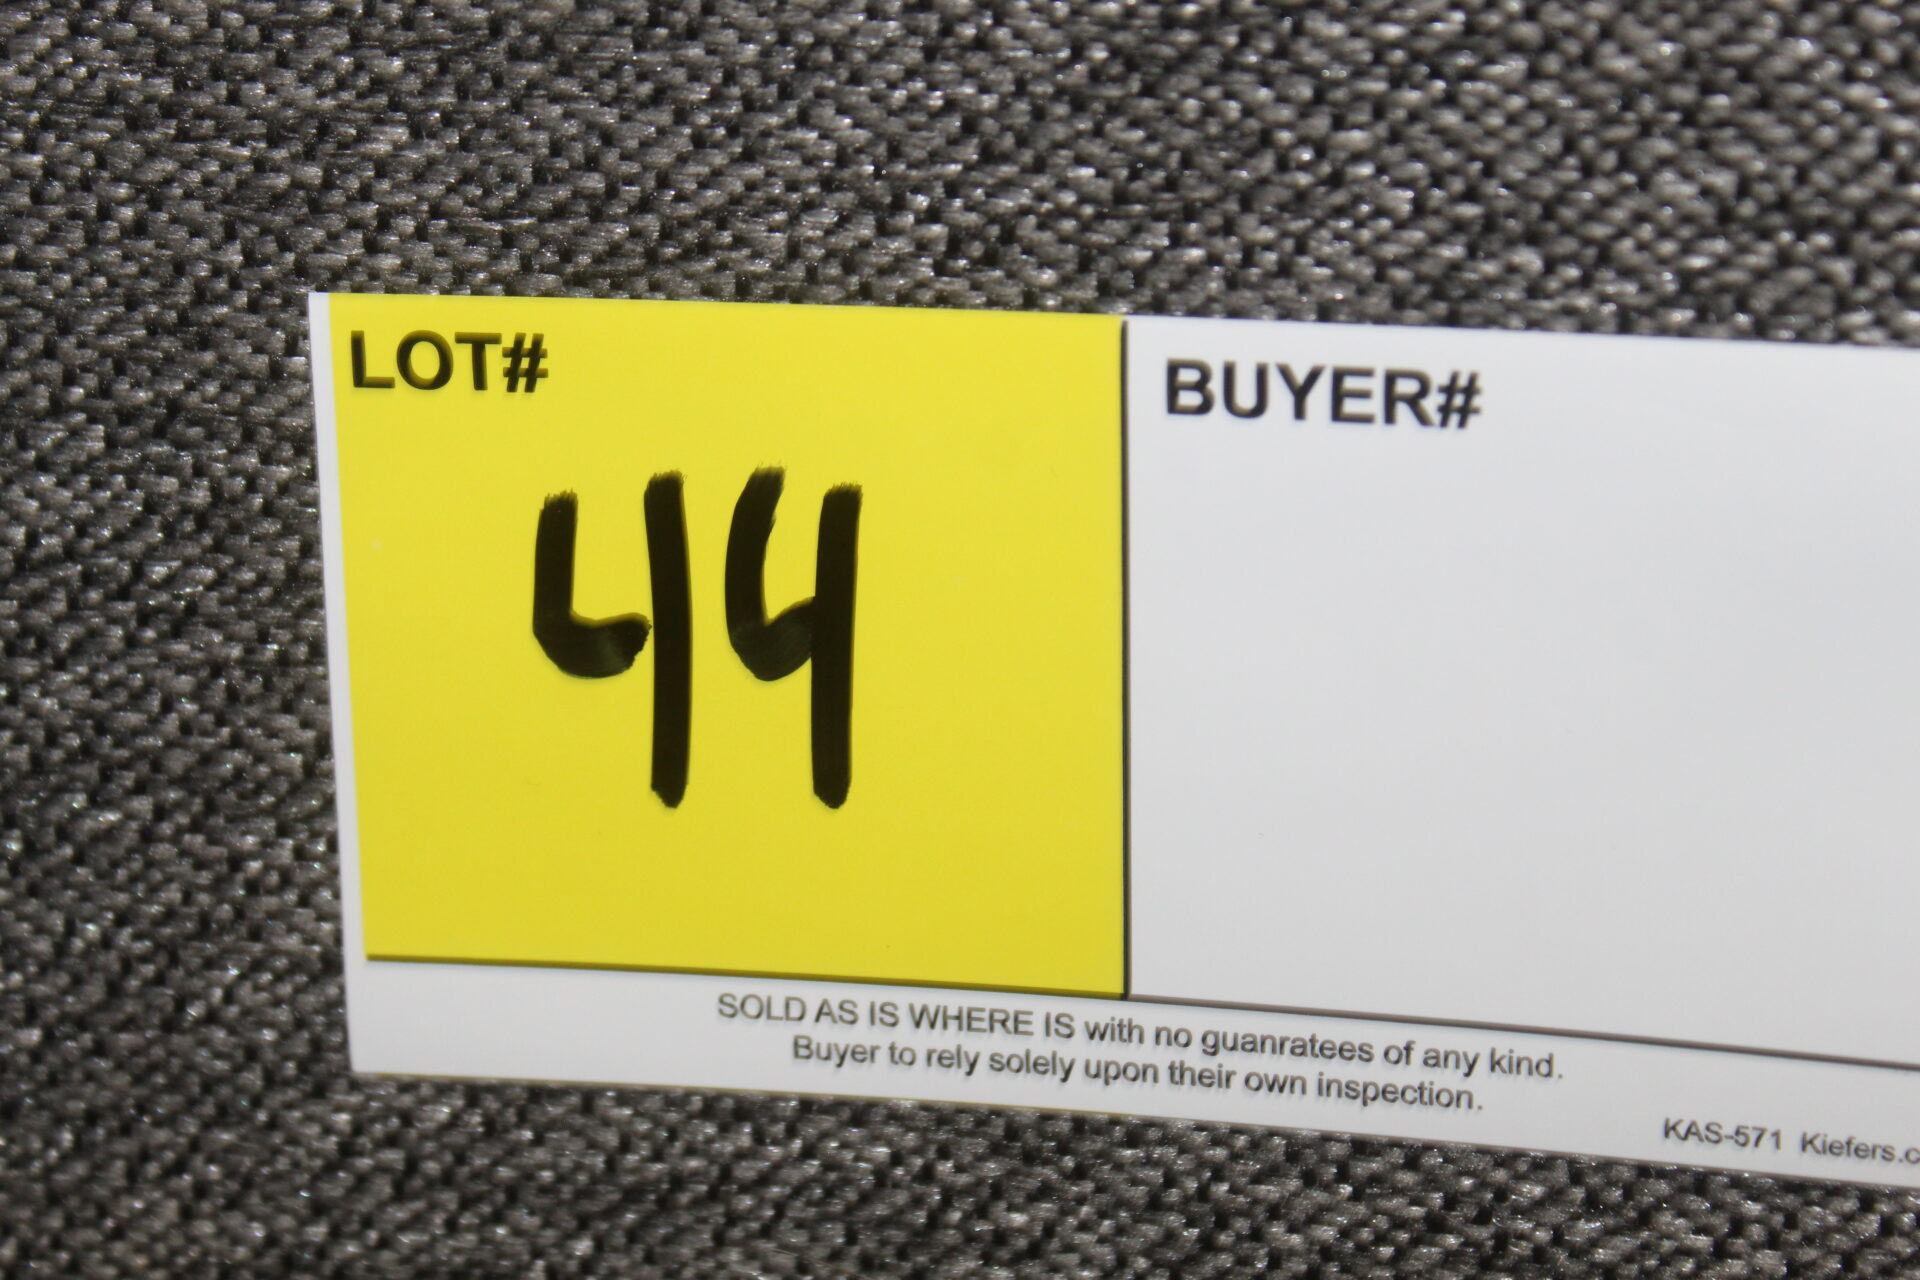 LOT#
BUYER#
44
SOLD AS IS WHERE IS with no guanratees of any kind.
Buyer to rely solely upon their own inspection.
KAS-571 Kiefers.c